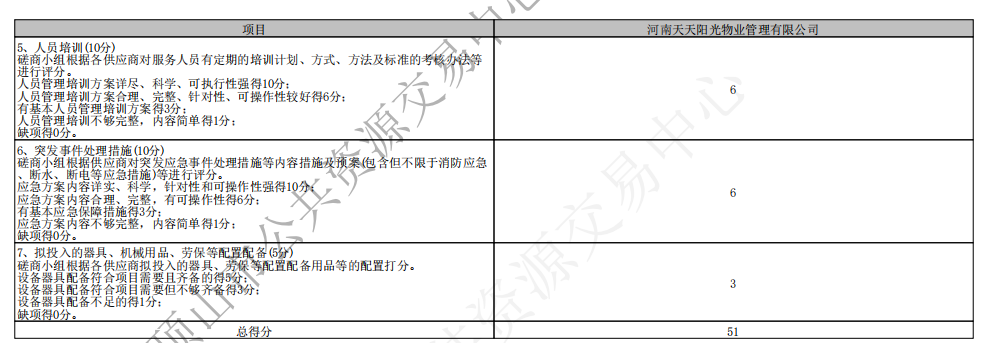 项目
河南天天阳光物业管理有限公司
5、人员培训(10分)
磋商小组根据各供应商对服务人员有定期的培训计划、方式、方法及标准的考核办法等
进行评分。
人员管理培训方案详尽、科学、可执行性强得10分；
人员管理培训方案合理、完整、针对性、可操作性较好得6分；
有基本人员管理培训方案得3分；
人员管理培训不够完整，内容简单得1分；
缺项得0分。
6
6、突发事件处理措施(10分)
磋商小组根据供应商对突发应急事件处理措施等内容措施及预案(包含但不限于消防应急
、断水、断电等应急措施)等进行评分。
应急方案内容详实、科学，针对性和可操作性强得10分；
应急方案内容合理、完整，有可操作性得6分；
有基本应急保障措施得3分；
应急方案内容不够完整，内容简单得1分；
缺项得0分。
6
7、拟投入的器具、机械用品、劳保等配置配备(5分)
磋商小组根据各供应商拟投入的器具、劳保等配置配备用品等的配置打分。
设备器具配备符合项目需要且齐备的得5分；
设备器具配备符合项目需要但不够齐备得3分；
设备器具配备不足的得1分；
缺项得0分。
3
总得分
51
顶山市公共资源交易中心
共资源交易中心